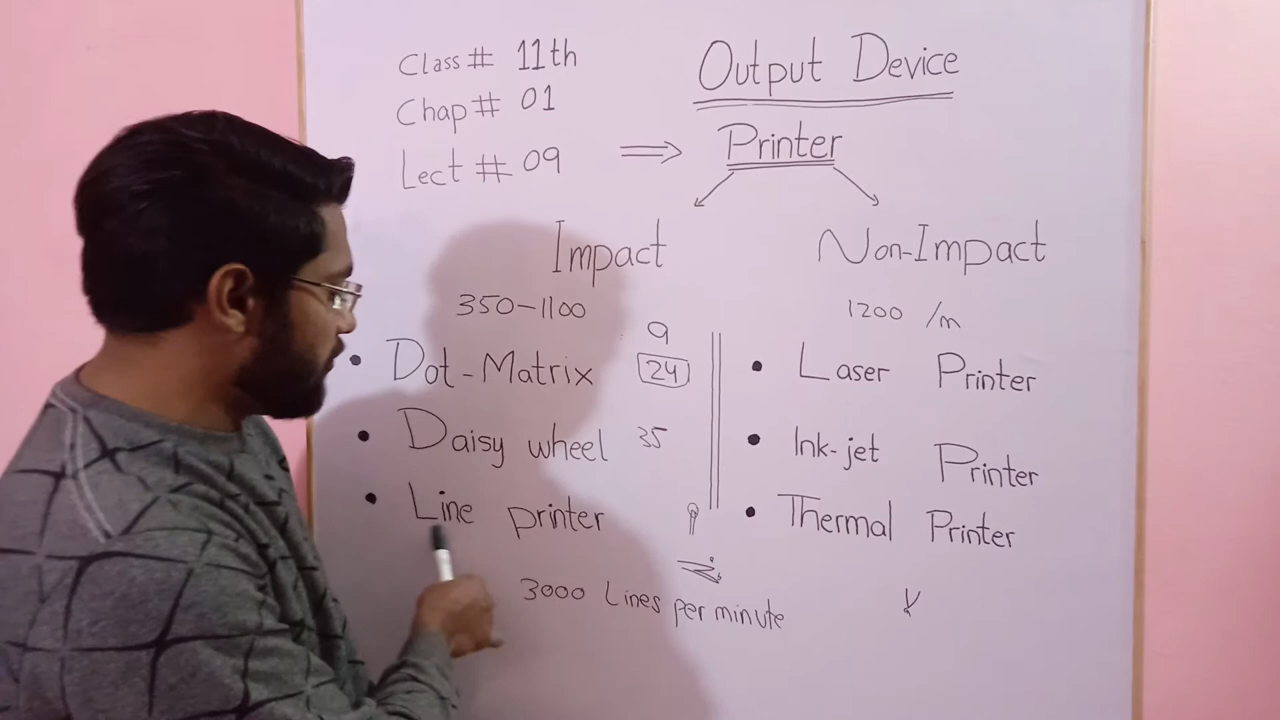 Class# 11th
Chap# 01
Lect # 09
Output Device
⇒ Printer
Impact
350-1100
9
• Dot-Matrix 24
• Daisy wheel 35
• Line printer
3000 Lines per minute
Non-Impact
1200 /m
• Laser Printer
• Ink-jet Printer
• Thermal Printer